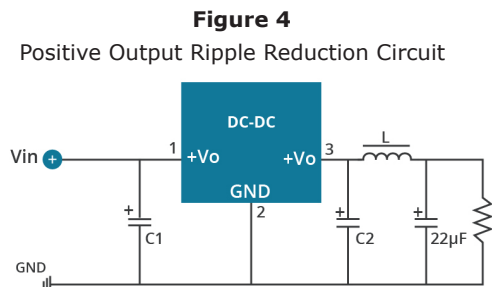 Figure 4
Positive Output Ripple Reduction Circuit
DC-DC
Vin + 1 +Vo +Vo 3 L
GND
2
+ C1 + C2 + 22µF
GND